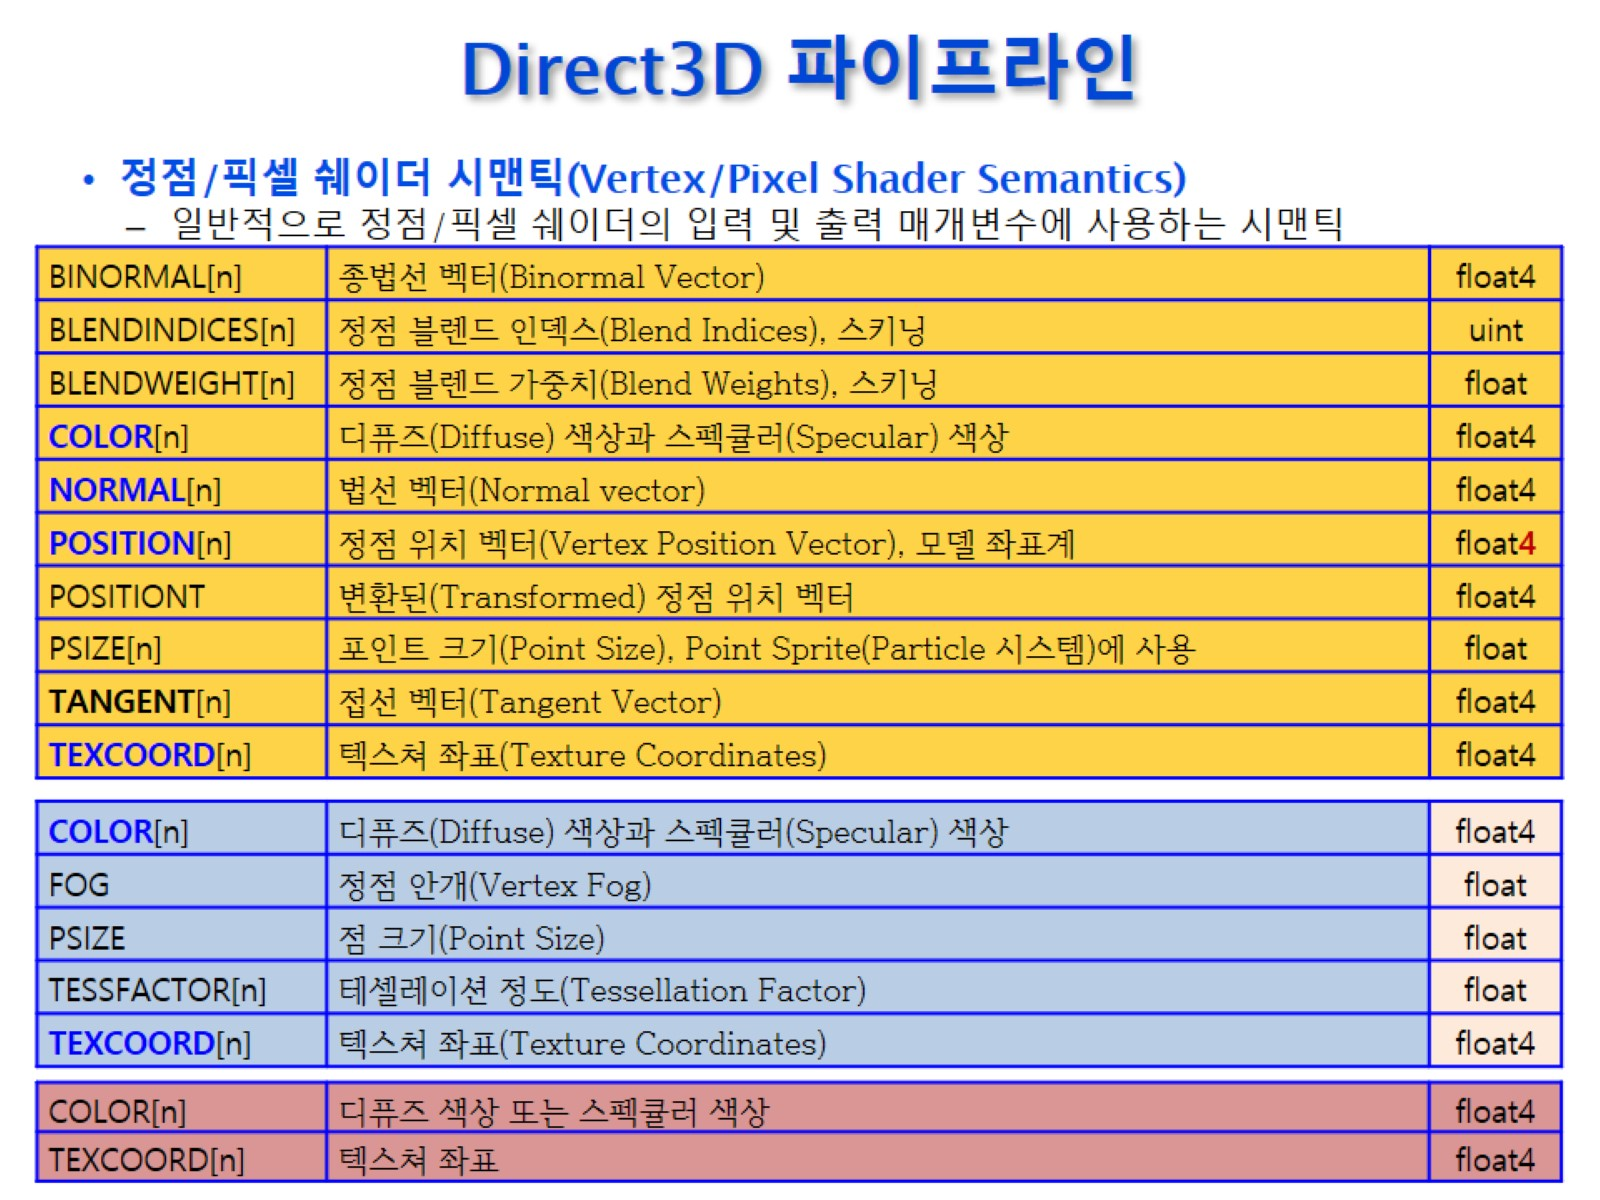 Direct3D 파이프라인
• 정점/픽셀 쉐이더 시맨틱(Vertex/Pixel Shader Semantics)
– 일반적으로 정점/픽셀 쉐이더의 입력 및 출력 매개변수에 사용하는 시맨틱
BINORMAL[n] 종법선 벡터(Binormal Vector) float4
BLENDINDICES[n] 정점 블렌드 인덱스(Blend Indices), 스키닝 uint
BLENDWEIGHT[n] 정점 블렌드 가중치(Blend Weights), 스키닝 float
COLOR[n] 디퓨즈(Diffuse) 색상과 스펙큘러(Specular) 색상 float4
NORMAL[n] 법선 벡터(Normal vector) float4
POSITION[n] 정점 위치 벡터(Vertex Position Vector), 모델 좌표계 float4
POSITIONT 변환된(Transformed) 정점 위치 벡터 float4
PSIZE[n] 포인트 크기(Point Size), Point Sprite(Particle 시스템)에 사용 float
TANGENT[n] 접선 벡터(Tangent Vector) float4
TEXCOORD[n] 텍스쳐 좌표(Texture Coordinates) float4
COLOR[n] 디퓨즈(Diffuse) 색상과 스펙큘러(Specular) 색상 float4
FOG 정점 안개(Vertex Fog) float
PSIZE 점 크기(Point Size) float
TESSFACTOR[n] 테셀레이션 정도(Tessellation Factor) float
TEXCOORD[n] 텍스쳐 좌표(Texture Coordinates) float4
COLOR[n] 디퓨즈 색상 또는 스펙큘러 색상 float4
TEXCOORD[n] 텍스쳐 좌표 float4